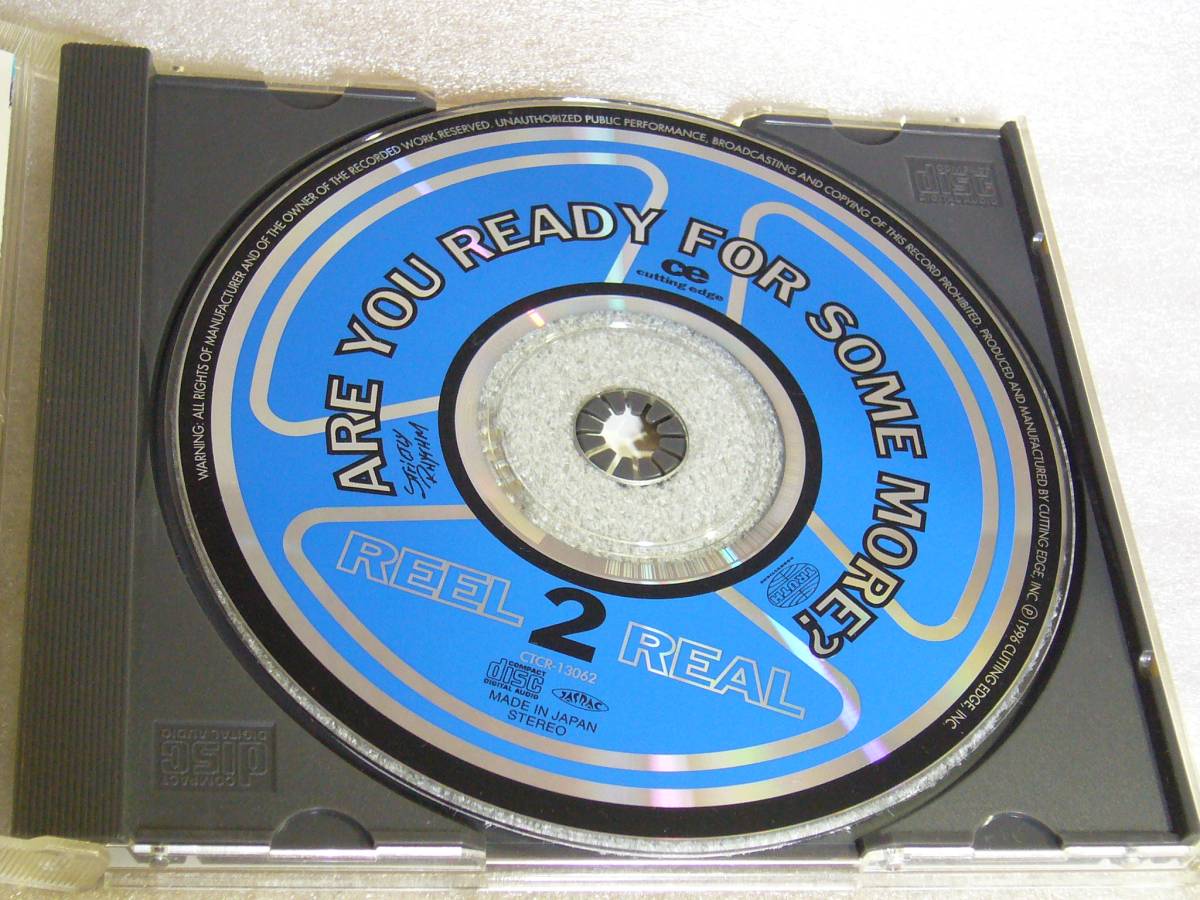 WARNING: ALL RIGHTS OF MANUFACTURER AND OF THE OWNER OF THE RECORDED WORK RESERVED. UNAUTHORIZED PUBLIC PERFORMANCE, BROADCASTING AND COPYING OF THIS RECORD PROHIBITED. PRODUCED AND MANUFACTURED BY CUTTING EDGE, INC Ⓟ 1996 CUTTING EDGE, INC
ARE YOU READY FOR SOME MORE?
ce
cutting edge
STRICTLY
RHYTHM
TRUTH
REEL 2 REAL
CTCR-13062
COMPACT
disc
DIGITAL AUDIO
JASRAC
MADE IN JAPAN
STEREO
COMPACT
disc
DIGITAL AUDIO
COMPACT
disc
DIGITAL AUDIO